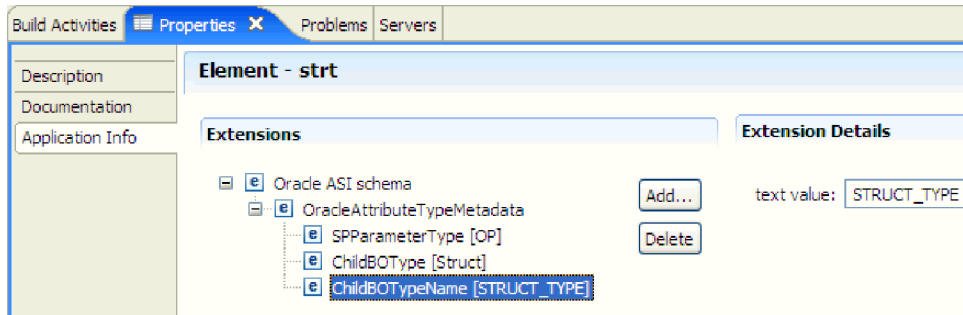 Build Activities Properties Problems Servers
Description
Documentation
Application Info
Element - strt
Extensions
Oracle ASI schema
OracleAttributeTypeMetadata
SPParameterType [OP]
ChildBOType [Struct]
ChildBOTypeName [STRUCT_TYPE]
Add...
Delete
Extension Details
text value: STRUCT_TYPE